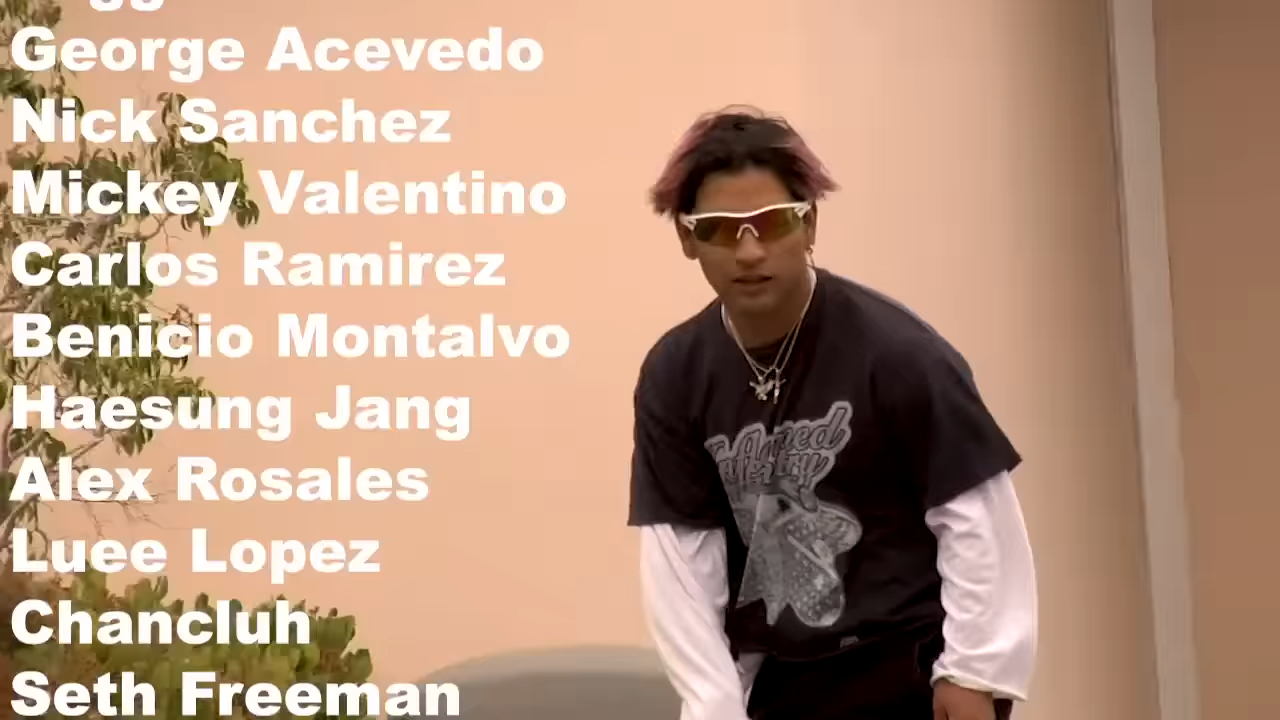 George Acevedo
Nick Sanchez
Mickey Valentino
Carlos Ramirez
Benicio Montalvo
Haesung Jang
Alex Rosales
Luee Lopez
Chancluh
Seth Freeman